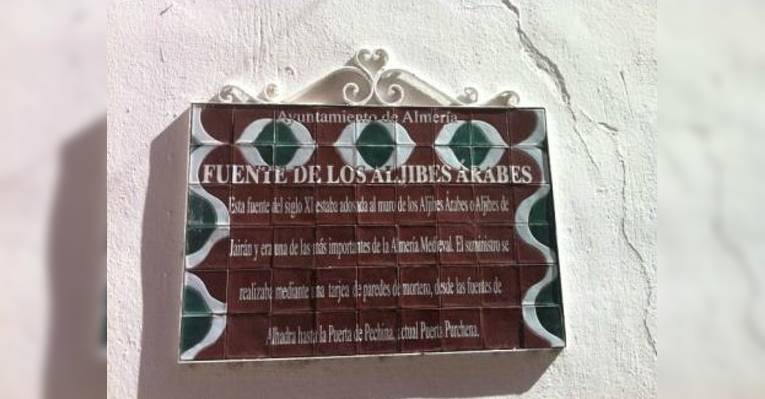 Ayuntamiento de Almería
FUENTE DE LOS ALJIBES ÁRABES
Esta fuente del siglo XI estaba adosada al muro de los Aljibes Árabes o Aljibes de
Jairán y era una de las más importantes de la Almería Medieval. El suministro se
realizaba mediante una tarjea de paredes de mortero, desde las fuentes de
Alhadra hasta la Puerta de Pechina, actual Puerta Purchena.